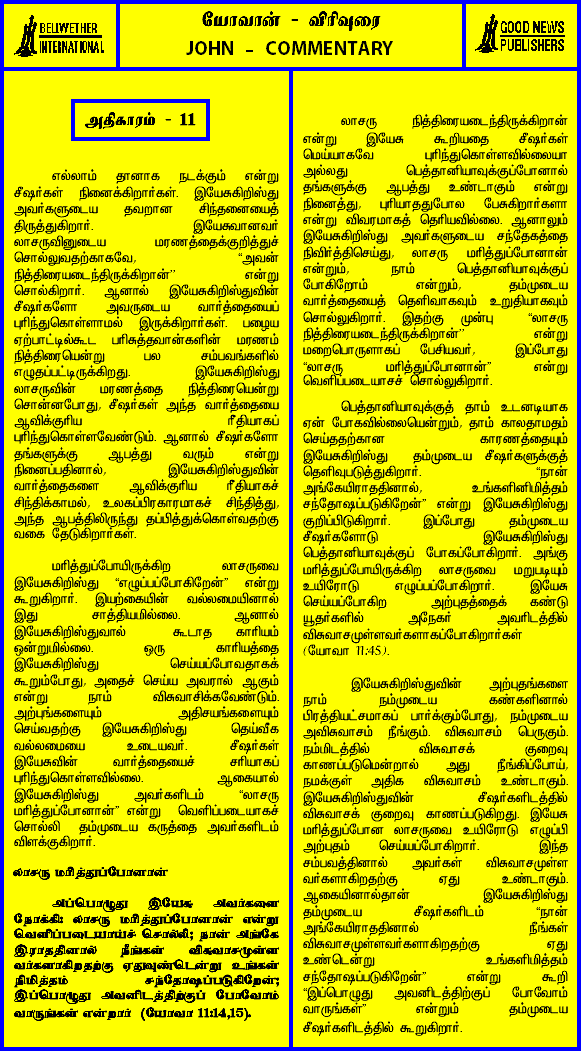 BELWETHER
INTERNATIONAL
யோவான் - விரிவுரை
JOHN - COMMENTARY
GOOD NEWS
PUBLISHERS
அதிகாரம் - 11
எல்லாம் தானாக நடக்கும் என்று
சீஷர்கள் நினைக்கிறார்கள். இயேசுகிறிஸ்து
அவர்களுடைய தவறான சிந்தனையைத்
திருத்துகிறார். இயேசுவானவர்
லாசருவினுடைய மரணத்தைக்குறித்துச்
சொல்லுவதற்காகவே, “அவன்
நித்திரையடைந்திருக்கிறான்’’ என்று
சொல்கிறார். ஆனால் இயேசுகிறிஸ்துவின்
சீஷர்களோ அவருடைய வார்த்தையைப்
புரிந்துகொள்ளாமல் இருக்கிறார்கள். பழைய
ஏற்பாட்டில்கூட பரிசுத்தவான்களின் மரணம்
நித்திரையென்று பல சம்பவங்களில்
எழுதப்பட்டிருக்கிறது. இயேசுகிறிஸ்து
லாசருவின் மரணத்தை நித்திரையென்று
சொன்னபோது, சீஷர்கள் அந்த வார்த்தையை
ஆவிக்குரிய ரீதியாகப்
புரிந்துகொள்ளவேண்டும். ஆனால் சீஷர்களோ
தங்களுக்கு ஆபத்து வரும் என்று
நினைப்பதினால், இயேசுகிறிஸ்துவின்
வார்த்தைகளை ஆவிக்குரிய ரீதியாகச்
சிந்திக்காமல், உலகப்பிரகாரமாகச் சிந்தித்து,
அந்த ஆபத்திலிருந்து தப்பித்துக்கொள்வதற்கு
வகை தேடுகிறார்கள்.
மரித்துப்போயிருக்கிற லாசருவை
இயேசுகிறிஸ்து “எழுப்பப்போகிறேன்” என்று
கூறுகிறார். இயற்கையின் வல்லமையினால்
இது சாத்தியமில்லை. ஆனால்
இயேசுகிறிஸ்துவால் கூடாத காரியம்
ஒன்றுமில்லை. ஒரு காரியத்தை
இயேசுகிறிஸ்து செய்யப்போவதாகக்
கூறும்போது, அதைச் செய்ய அவரால் ஆகும்
என்று நாம் விசுவாசிக்கவேண்டும்.
அற்புங்களையும் அதிசயங்களையும்
செய்வதற்கு இயேசுகிறிஸ்து தெய்வீக
வல்லமையை உடையவர். சீஷர்கள்
இயேசுவின் வார்த்தையைச் சரியாகப்
புரிந்துகொள்ளவில்லை. ஆகையால்
இயேசுகிறிஸ்து அவர்களிடம் “லாசரு
மரித்துப்போனான்” என்று வெளிப்படையாகச்
சொல்லி தம்முடைய கருத்தை அவர்களிடம்
விளக்குகிறார்.
லாசரு மரித்துப்போனான்
அப்பொழுது இயேசு அவர்களை
நோக்கி: லாசரு மரித்துப்போனான் என்று
வெளிப்படையாய்ச் சொல்லி; நான் அங்கே
இராததினால் நீங்கள் விசுவாசமுள்ள
வர்களாகிறதற்கு ஏதுவுண்டென்று உங்கள்
நிமித்தம் சந்தோஷப்படுகிறேன்;
இப்பொழுது அவனிடத்திற்குப் போவோம்
வாருங்கள் என்றார் (யோவா 11:14,15).
லாசரு நித்திரையடைந்திருக்கிறான்
என்று இயேசு கூறியதை சீஷர்கள்
மெய்யாகவே புரிந்துகொள்ளவில்லையா
அல்லது பெத்தானியாவுக்குப்போனால்
தங்களுக்கு ஆபத்து உண்டாகும் என்று
நினைத்து, புரியாததுபோல பேசுகிறார்களா
என்று விவரமாகத் தெரியவில்லை. ஆனாலும்
இயேசுகிறிஸ்து அவர்களுடைய சந்தேகத்தை
நிவிர்த்திசெய்து, லாசரு மரித்துப்போனான்
என்றும், நாம் பெத்தானியாவுக்குப்
போகிறோம் என்றும், தம்முடைய
வார்த்தையைத் தெளிவாகவும் உறுதியாகவும்
சொல்லுகிறார். இதற்கு முன்பு “லாசரு
நித்திரையடைந்திருக்கிறான்’’ என்று
மறைபொருளாகப் பேசியவர், இப்போது
“லாசரு மரித்துப்போனான்” என்று
வெளிப்படையாசச் சொல்லுகிறார்.
பெத்தானியாவுக்குத் தாம் உடனடியாக
ஏன் போகவில்லையென்றும், தாம் காலதாமதம்
செய்ததற்கான காரணத்தையும்
இயேசுகிறிஸ்து தம்முடைய சீஷர்களுக்குத்
தெளிவுபடுத்துகிறார். “நான்
அங்கேயிராததினால், உங்களினிமித்தம்
சந்தோஷப்படுகிறேன்” என்று இயேசுகிறிஸ்து
குறிப்பிடுகிறார். இப்போது தம்முடைய
சீஷர்களோடு இயேசுகிறிஸ்து
பெத்தானியாவுக்குப் போகப்போகிறார். அங்கு
மரித்துப்போயிருக்கிற லாசருவை மறுபடியும்
உயிரோடு எழுப்பப்போகிறார். இயேசு
செய்யப்போகிற அற்புதத்தைக் கண்டு
யூதர்களில் அநேகர் அவரிடத்தில்
விசுவாசமுள்ளவர்களாகப்போகிறார்கள்
(யோவா 11:45).
இயேசுகிறிஸ்துவின் அற்புதங்களை
நாம் நம்முடைய கண்களினால்
பிரத்தியட்சமாகப் பார்க்கும்போது, நம்முடைய
அவிசுவாசம் நீங்கும். விசுவாசம் பெருகும்.
நம்மிடத்தில் விசுவாசக் குறைவு
காணப்படுமென்றால் அது நீங்கிப்போய்,
நமக்குள் அதிக விசுவாசம் உண்டாகும்.
இயேசுகிறிஸ்துவின் சீஷர்களிடத்தில்
விசுவாசக் குறைவு காணப்படுகிறது. இயேசு
மரித்துப்போன லாசருவை உயிரோடு எழுப்பி
அற்புதம் செய்யப்போகிறார். இந்த
சம்பவத்தினால் அவர்கள் விசுவாசமுள்ள
வர்களாகிறதற்கு ஏது உண்டாகும்.
ஆகையினால்தான் இயேசுகிறிஸ்து
தம்முடைய சீஷர்களிடம் “நான்
அங்கேயிராததினால் நீங்கள்
விசுவாசமுள்ளவர்களாகிறதற்கு ஏது
உண்டென்று உங்களிமித்தம்
சந்தோஷப்படுகிறேன்” என்று கூறி
“இப்பொழுது அவனிடத்திற்குப் போவோம்
வாருங்கள்” என்றும் தம்முடைய
சீஷர்களிடத்தில் கூறுகிறார்.